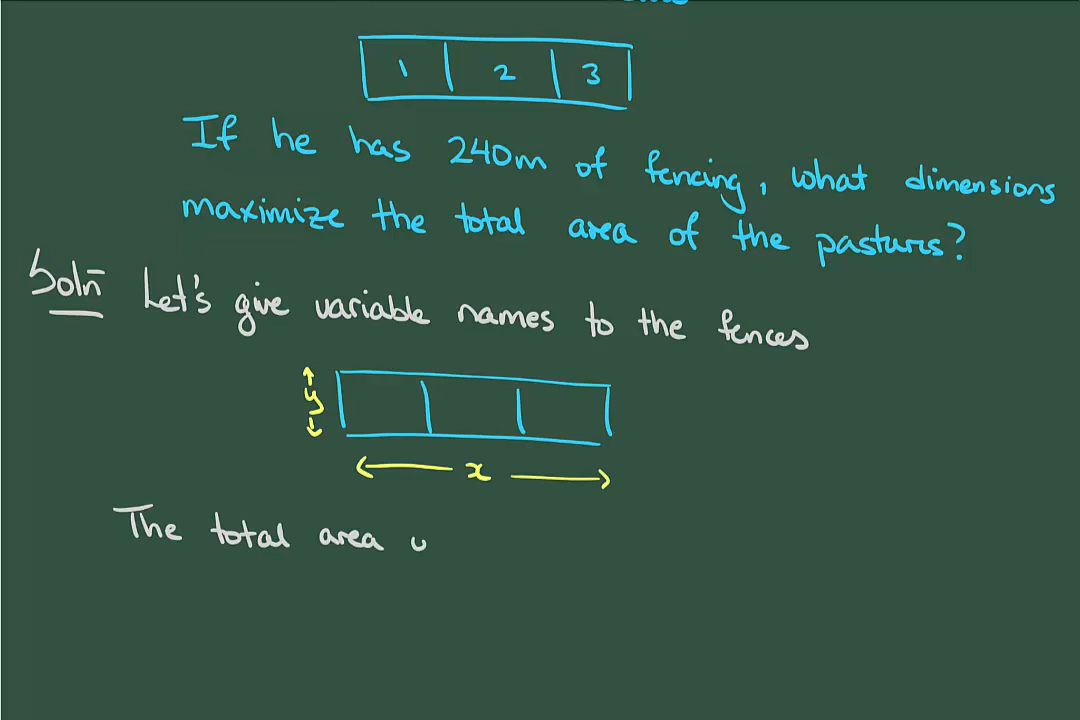 1 2 3
If he has 240m of fencing, what dimensions
maximize the total area of the pastures?
Soln Let's give variable names to the fences
y
x
The total area